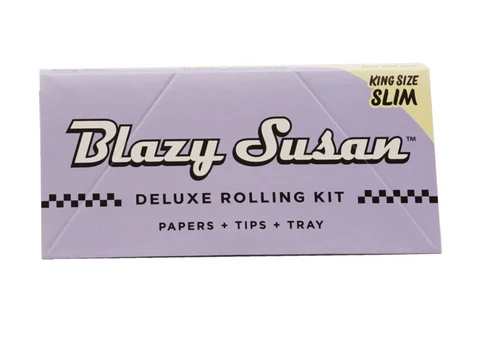 KING SIZE
SLIM
Blazy Susan™
DELUXE ROLLING KIT
PAPERS + TIPS + TRAY